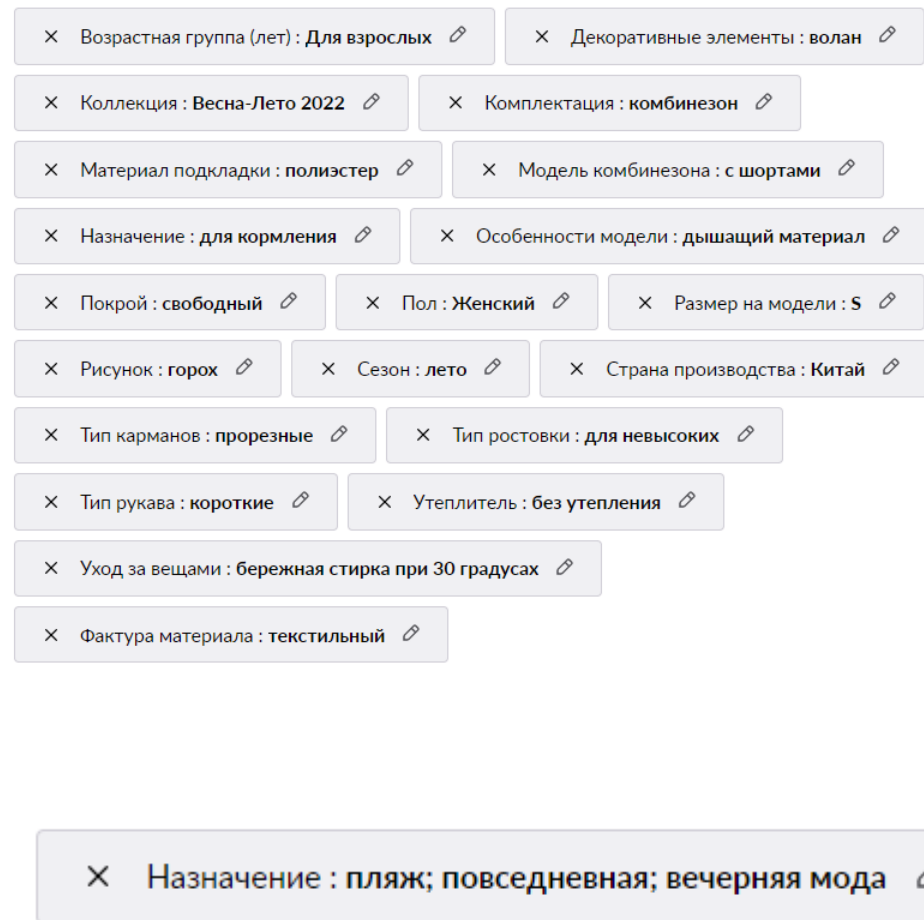 Возрастная группа (лет) : Для взрослых Декоративные элементы : волан
Коллекция : Весна-Лето 2022 Комплектация : комбинезон
Материал подкладки : полиэстер Модель комбинезона : с шортами
Назначение : для кормления Особенности модели : дышащий материал
Покрой : свободный Пол : Женский Размер на модели : S
Рисунок : горох Сезон : лето Страна производства : Китай
Тип карманов : прорезные Тип ростовки : для невысоких
Тип рукава : короткие Утеплитель : без утепления
Уход за вещами : бережная стирка при 30 градусах
Фактура материала : текстильный
Назначение : пляж; повседневная; вечерняя мода